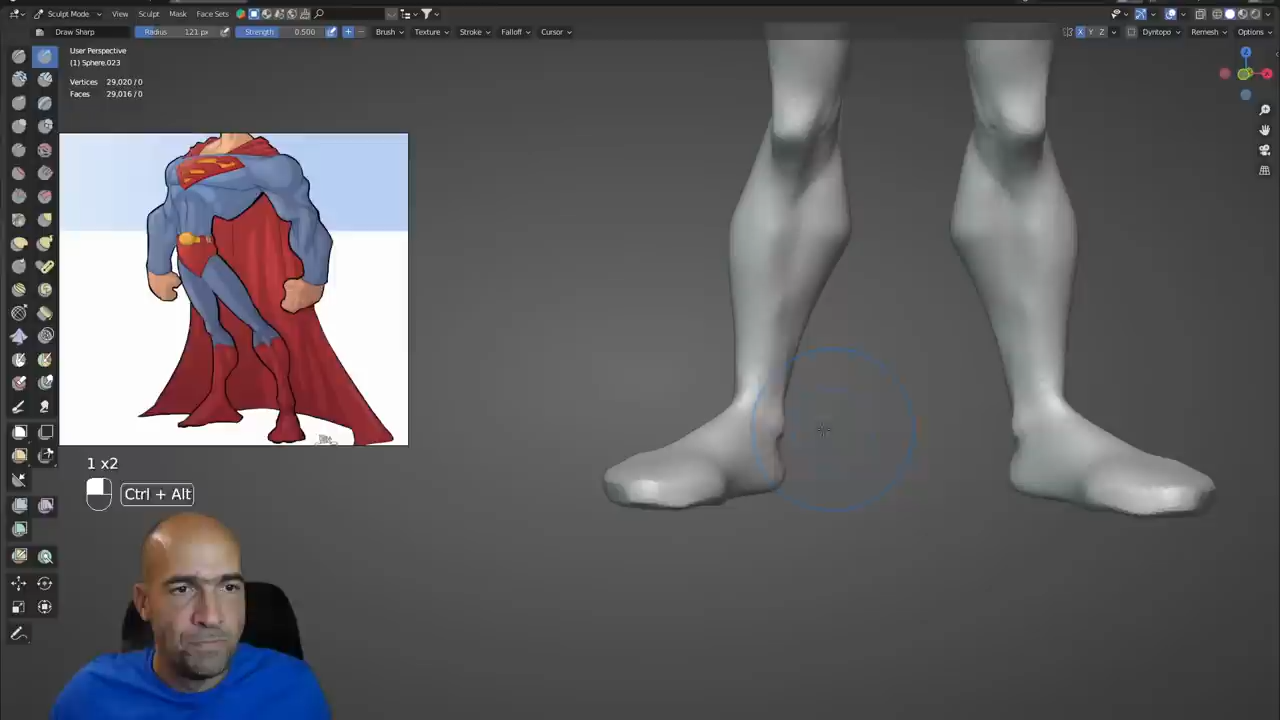 Sculpt Mode View Sculpt Mask Face Sets
Draw Sharp Radius 121 px Strength 0.500 Brush Texture Stroke Falloff Cursor X Y Z Dyntopo Remesh Options
User Perspective
(1) Sphere.023
Vertices 29,020 / 0
Faces 29,016 / 0
1 x2
Ctrl + Alt